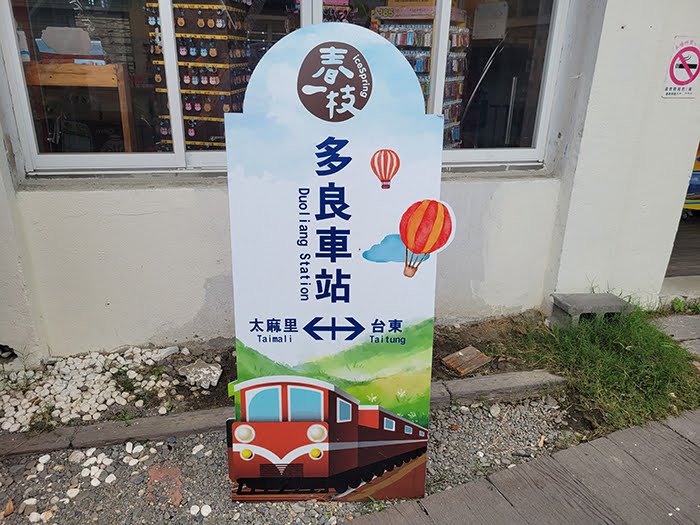 春一枝
iceSpring
多良車站
Duoliang Station
太麻里
Taimali
台東
Taitung